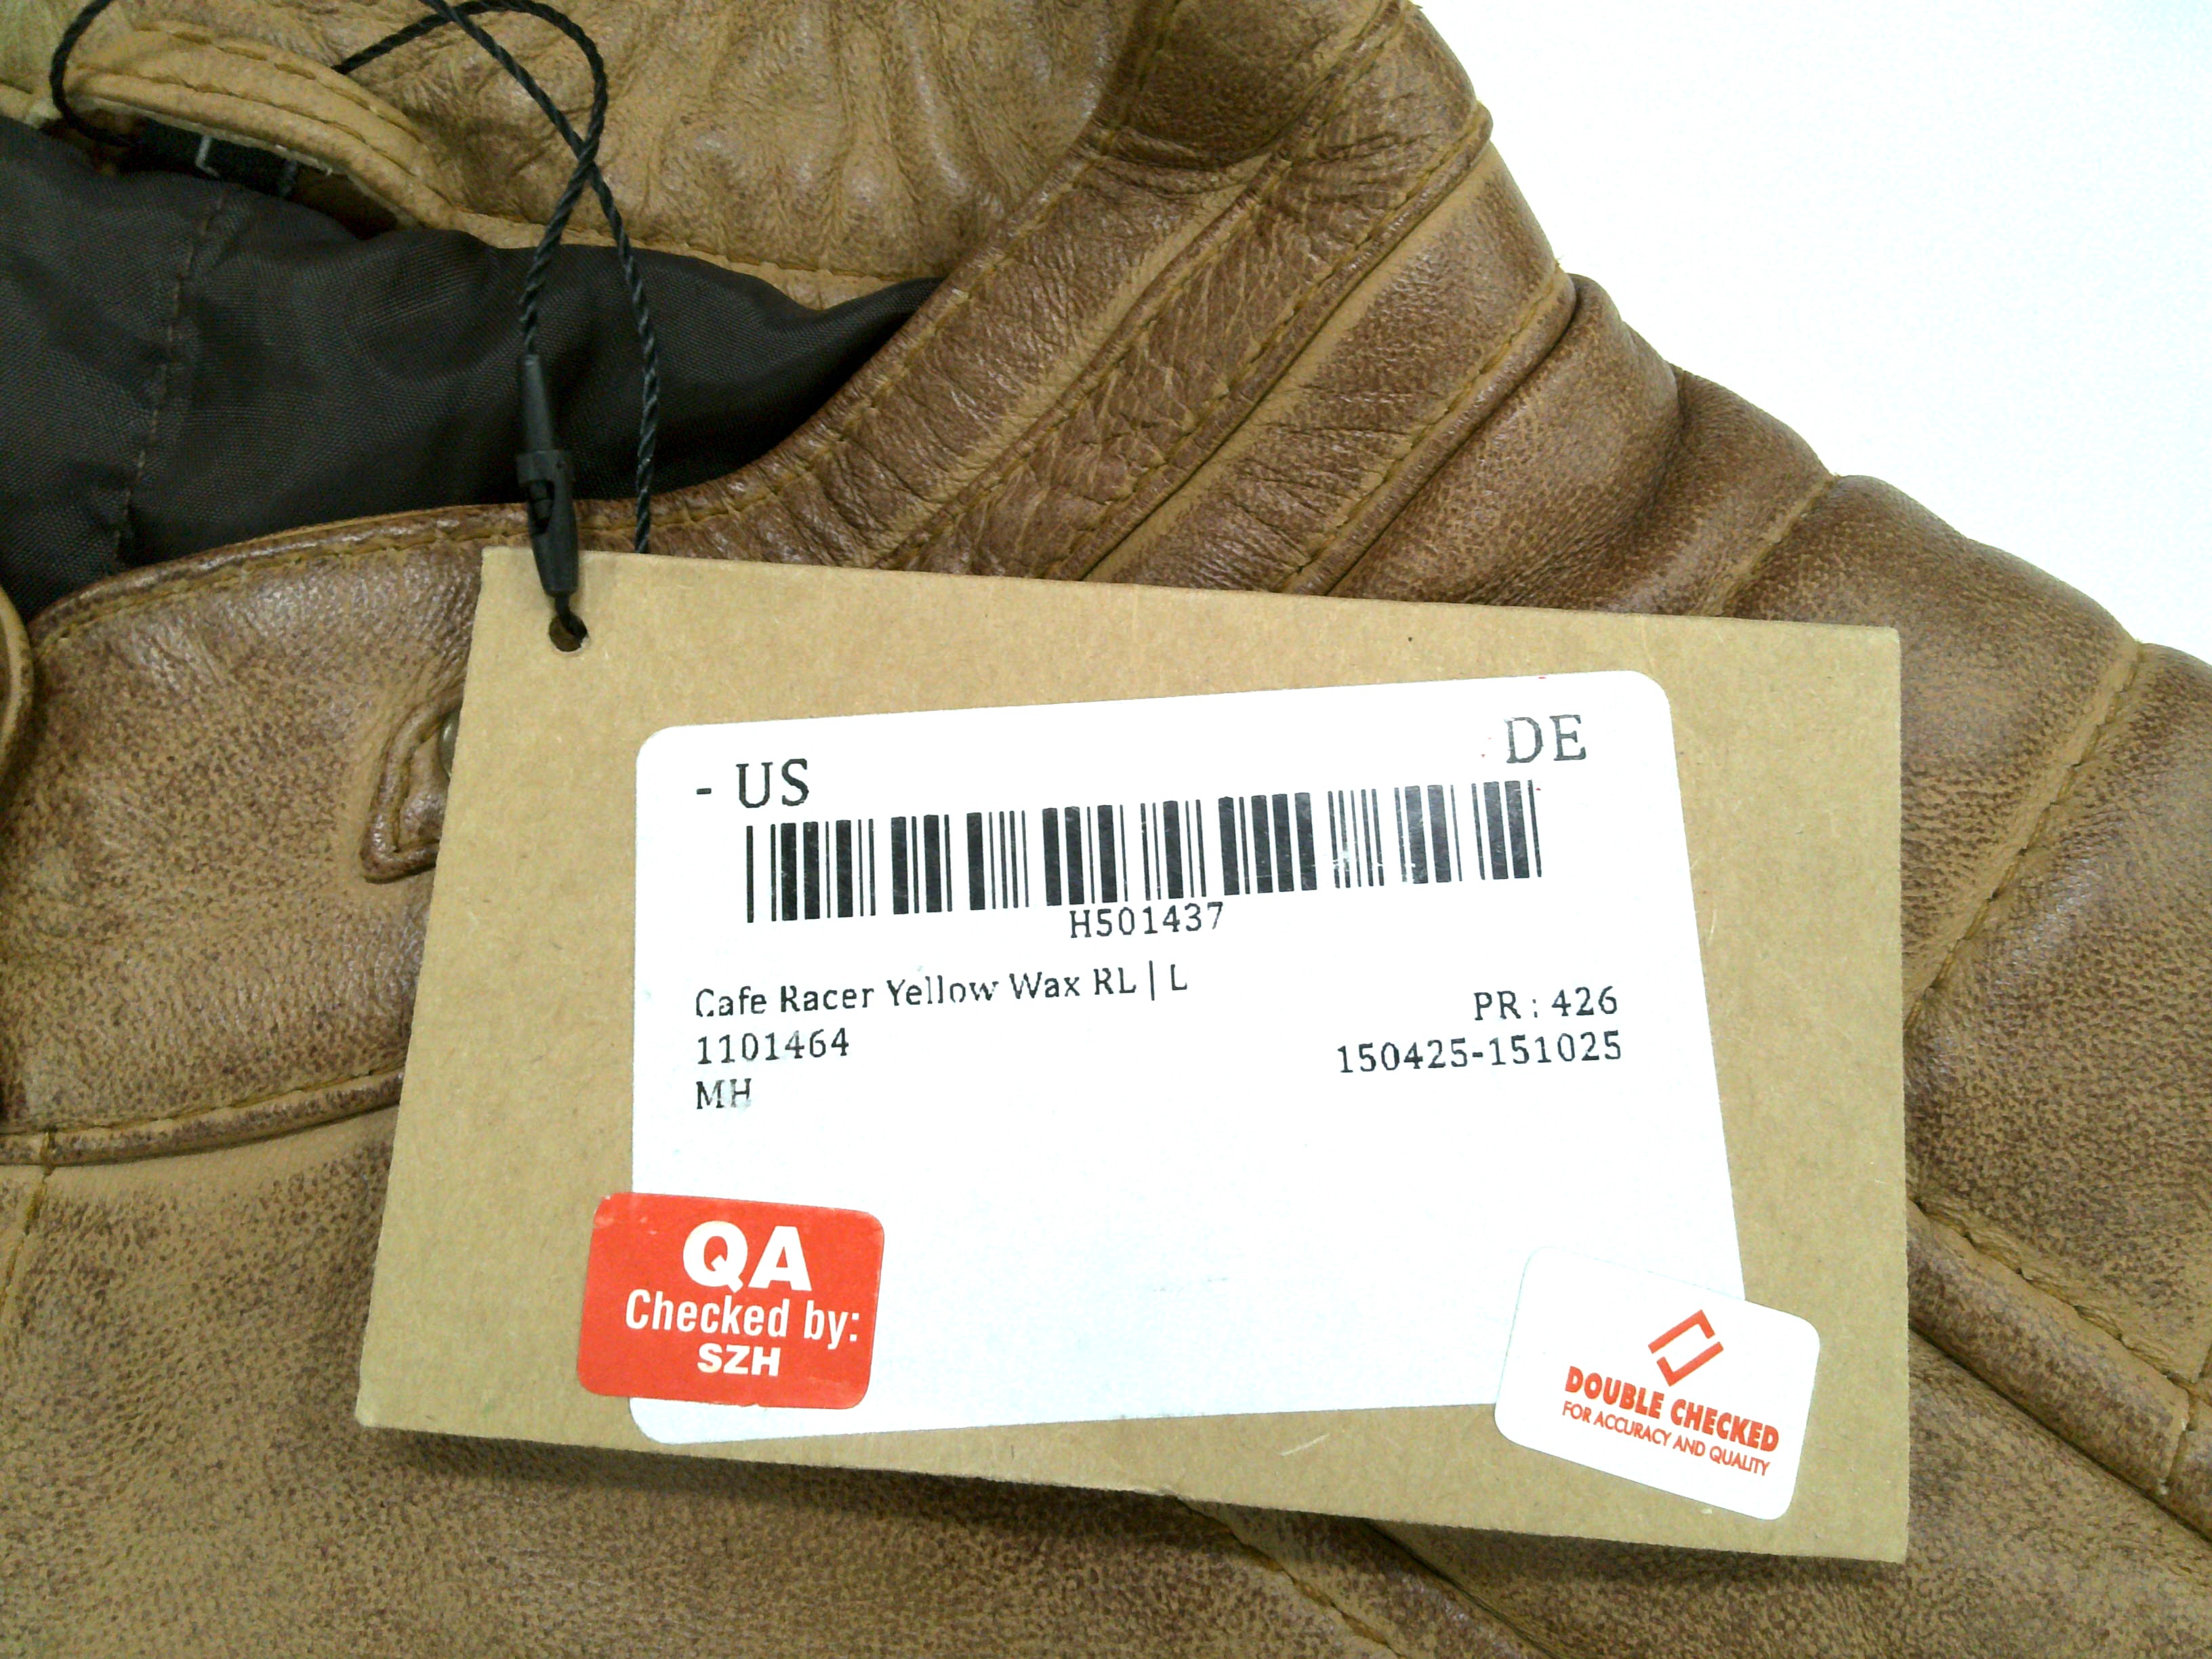 - US DE
H501437
Cafe Racer Yellow Wax RL | L
1101464 PR : 426
MH 150425-151025
QA
Checked by:
SZH
DOUBLE CHECKED
FOR ACCURACY AND QUALITY